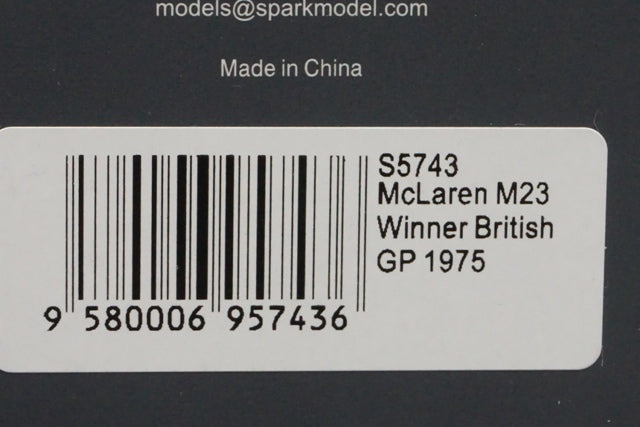 models@sparkmodel.com
Made in China
S5743
McLaren M23
Winner British
GP 1975
9 580006 957436